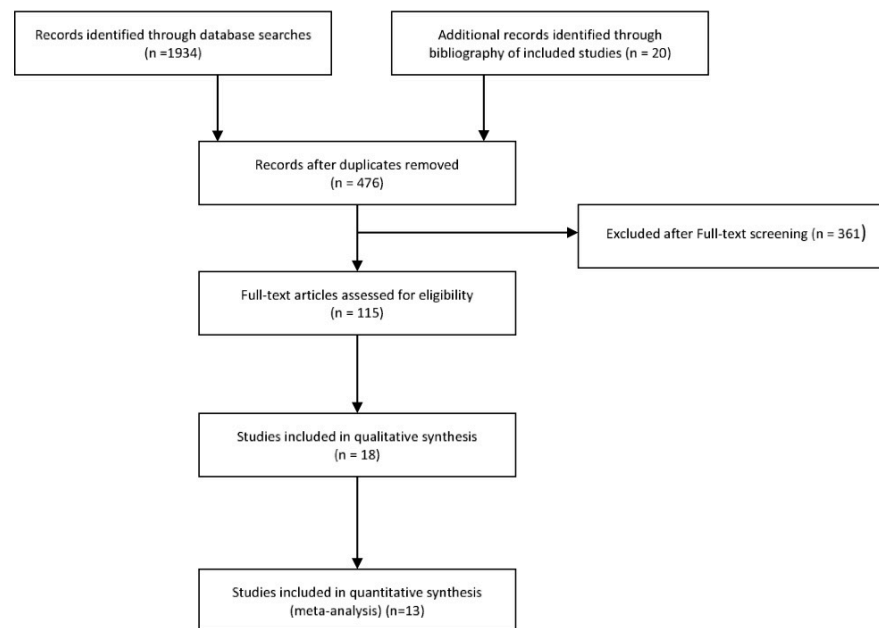 Records identified through database searches
(n =1934)
Additional records identified through
bibliography of included studies (n = 20)
Records after duplicates removed
(n = 476)
Excluded after Full-text screening (n = 361)
Full-text articles assessed for eligibility
(n = 115)
Studies included in qualitative synthesis
(n = 18)
Studies included in quantitative synthesis
(meta-analysis) (n=13)